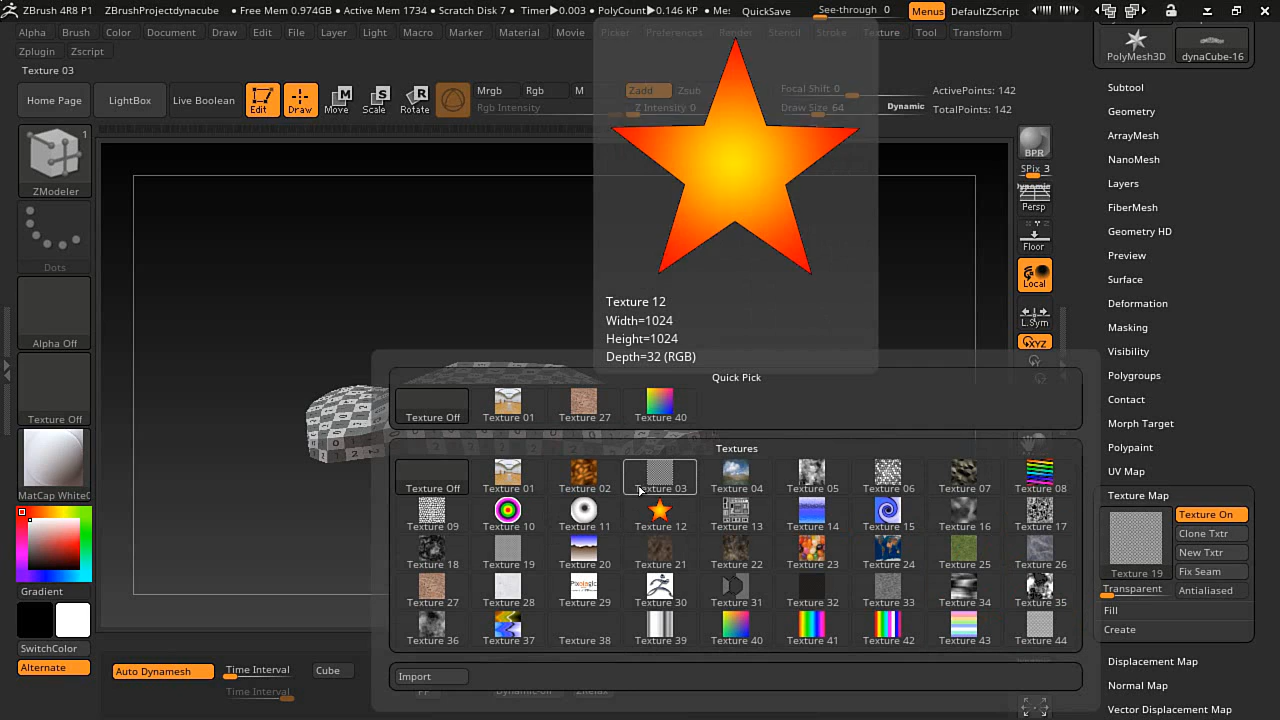 ZBrush 4R8 P1 ZBrushProjectdynacube • Free Mem 0.974GB • Active Mem 1734 • Scratch Disk 7 • Timer▶0.003 • PolyCount▶0.146 KP • Me: QuickSave See-through 0 Menus DefaultZScript
Alpha Brush Color Document Draw Edit File Layer Light Macro Marker Material Movie Picker Preferences Render Stencil Stroke Texture Tool Transform
Zplugin Zscript
Texture 03
PolyMesh3D dynaCube-16
Home Page LightBox Live Boolean Edit Draw Move Scale Rotate
Mrgb Rgb M Zadd Zsub Focal Shift 0 ActivePoints: 142
Rgb Intensity Z Intensity 0 Draw Size 64 Dynamic TotalPoints: 142
1
ZModeler
Dots
Alpha Off
Texture Off
MatCap White
Gradient
SwitchColor
Alternate
Texture 12
Width=1024
Height=1024
Depth=32 (RGB)
Quick Pick
Texture Off Texture 01 Texture 27 Texture 40
Textures
Texture Off Texture 01 Texture 02 Texture 03 Texture 04 Texture 05 Texture 06 Texture 07 Texture 08
Texture 09 Texture 10 Texture 11 Texture 12 Texture 13 Texture 14 Texture 15 Texture 16 Texture 17
Texture 18 Texture 19 Texture 20 Texture 21 Texture 22 Texture 23 Texture 24 Texture 25 Texture 26
Pixologic
Texture 27 Texture 28 Texture 29 Texture 30 Texture 31 Texture 32 Texture 33 Texture 34 Texture 35
Texture 36 Texture 37 Texture 38 Texture 39 Texture 40 Texture 41 Texture 42 Texture 43 Texture 44
Import
Auto Dynamesh Time Interval Cube
Time Interval
BPR
SPix 3
Dynamic
Persp
Floor
Local
L.Sym
XYZ
Subtool
Geometry
ArrayMesh
NanoMesh
Layers
FiberMesh
Geometry HD
Preview
Surface
Deformation
Masking
Visibility
Polygroups
Contact
Morph Target
Polypaint
UV Map
Texture Map
Texture On
Clone Txtr
New Txtr
Texture 19 Fix Seam
Transparent Antialiased
Fill
Create
Displacement Map
Normal Map
Vector Displacement Map